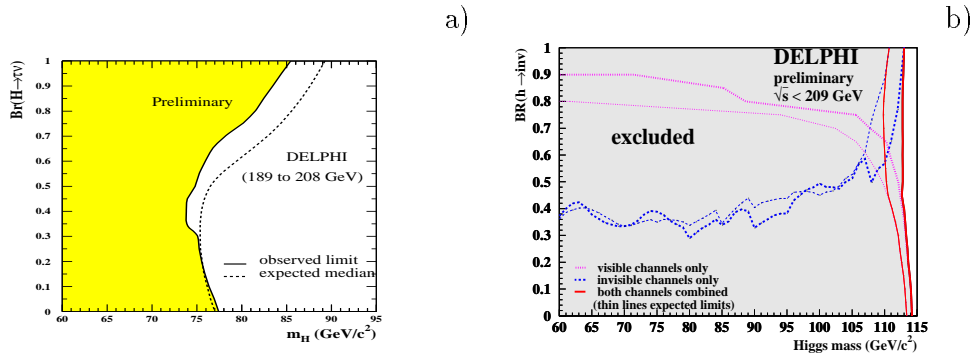 a)
Br(H→τν)
1
0.9
0.8
0.7
0.6
0.5
0.4
0.3
0.2
0.1
0
Preliminary
DELPHI
(189 to 208 GeV)
observed limit
expected median
60 65 70 75 80 85 90 95
m_H (GeV/c²)
b)
BR(h→inv)
1
0.9
0.8
0.7
0.6
0.5
0.4
0.3
0.2
0.1
0
DELPHI
preliminary
√s < 209 GeV
excluded
visible channels only
invisible channels only
both channels combined
(thin lines expected limits)
60 65 70 75 80 85 90 95 100 105 110 115
Higgs mass (GeV/c²)